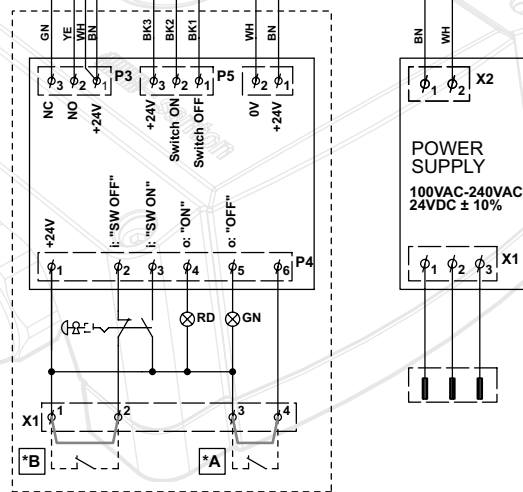 GN YE WH BN BK3 BK2 BK1 WH BN BN WH
3 2 1 P3 3 2 1 P5 2 1 1 2 X2
NC NO +24V +24V Switch ON Switch OFF 0V +24V
POWER
SUPPLY
100VAC-240VAC
24VDC ± 10%
+24V i: "SW OFF" i: "SW ON" o: "ON" o: "OFF"
1 2 3 4 5 6 P4
1 2 3 X1
RD GN
X1 1 2 3 4
*B *A